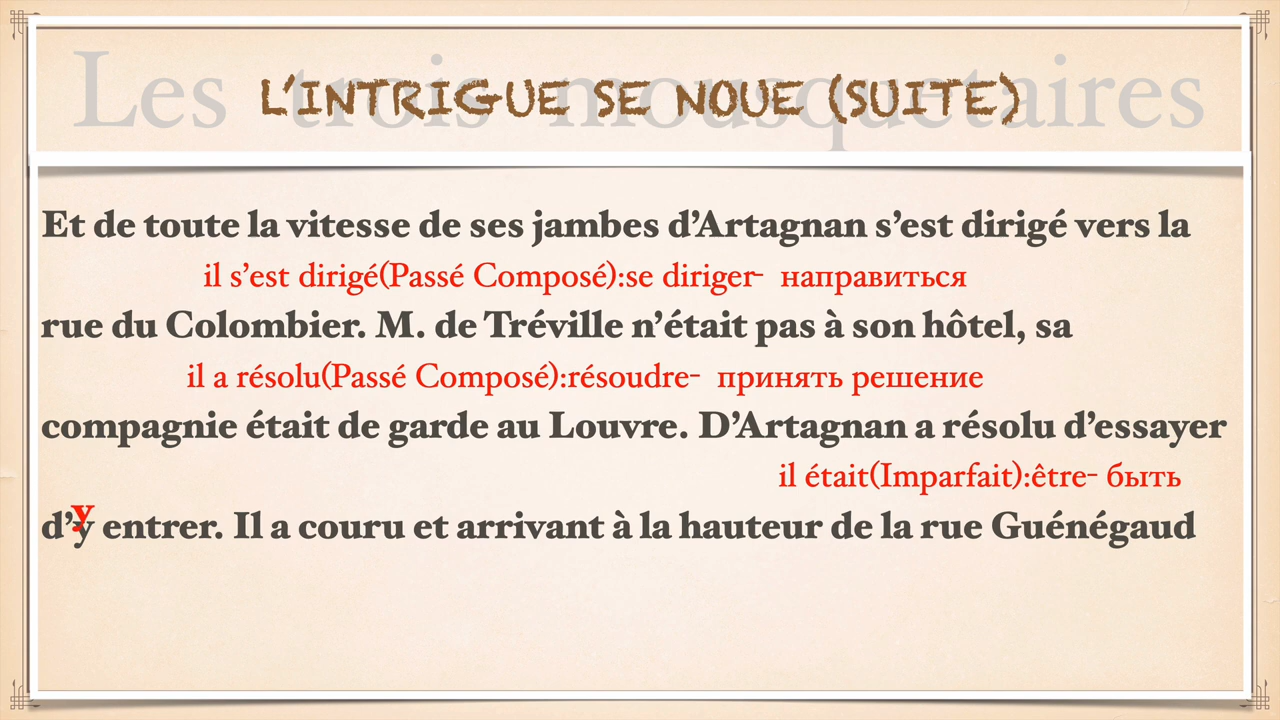 Les trois mousquetaires
L'INTRIGUE SE NOUE (SUITE)
Et de toute la vitesse de ses jambes d'Artagnan s'est dirigé vers la
il s'est dirigé(Passé Composé):se diriger- направиться
rue du Colombier. M. de Tréville n'était pas à son hôtel, sa
il a résolu(Passé Composé):résoudre- принять решение
compagnie était de garde au Louvre. D'Artagnan a résolu d'essayer
il était(Imparfait):être- быть
y
d'y entrer. Il a couru et arrivant à la hauteur de la rue Guénégaud